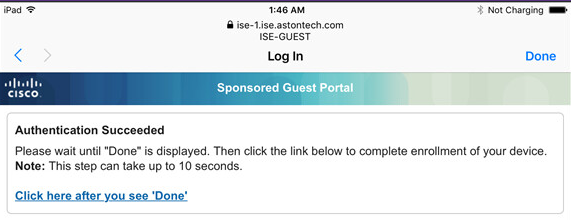 iPad 1:46 AM Not Charging
ise-1.ise.astontech.com
ISE-GUEST
Log In Done
CISCO Sponsored Guest Portal
Authentication Succeeded
Please wait until "Done" is displayed. Then click the link below to complete enrollment of your device.
Note: This step can take up to 10 seconds.
Click here after you see 'Done'